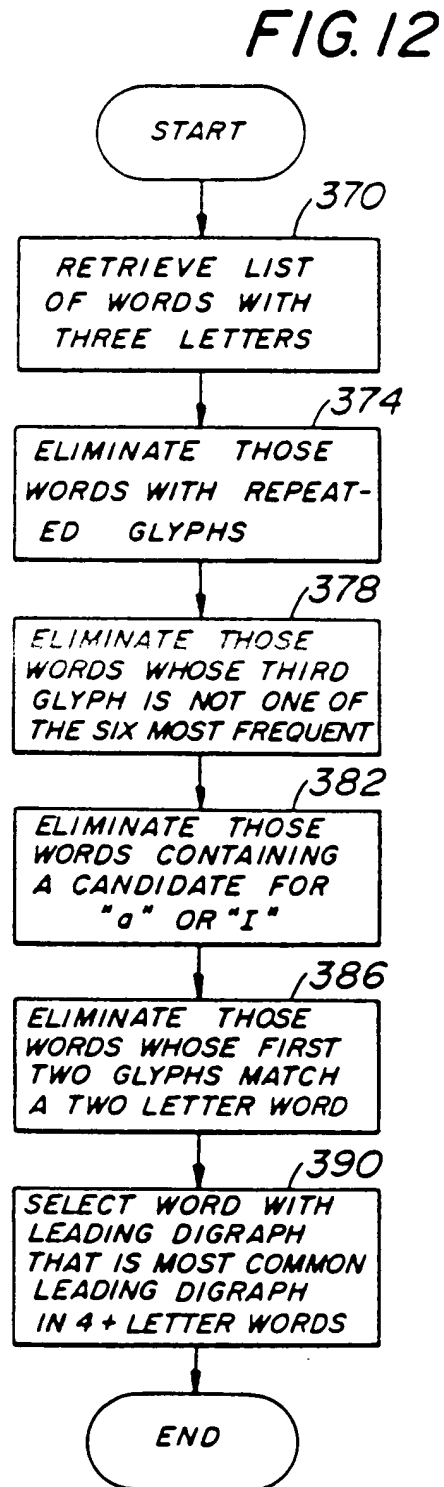 FIG. 12
START
370
RETRIEVE LIST
OF WORDS WITH
THREE LETTERS
374
ELIMINATE THOSE
WORDS WITH REPEAT-
ED GLYPHS
378
ELIMINATE THOSE
WORDS WHOSE THIRD
GLYPH IS NOT ONE OF
THE SIX MOST FREQUENT
382
ELIMINATE THOSE
WORDS CONTAINING
A CANDIDATE FOR
"a" OR "I"
386
ELIMINATE THOSE
WORDS WHOSE FIRST
TWO GLYPHS MATCH
A TWO LETTER WORD
390
SELECT WORD WITH
LEADING DIGRAPH
THAT IS MOST COMMON
LEADING DIGRAPH
IN 4 + LETTER WORDS
END